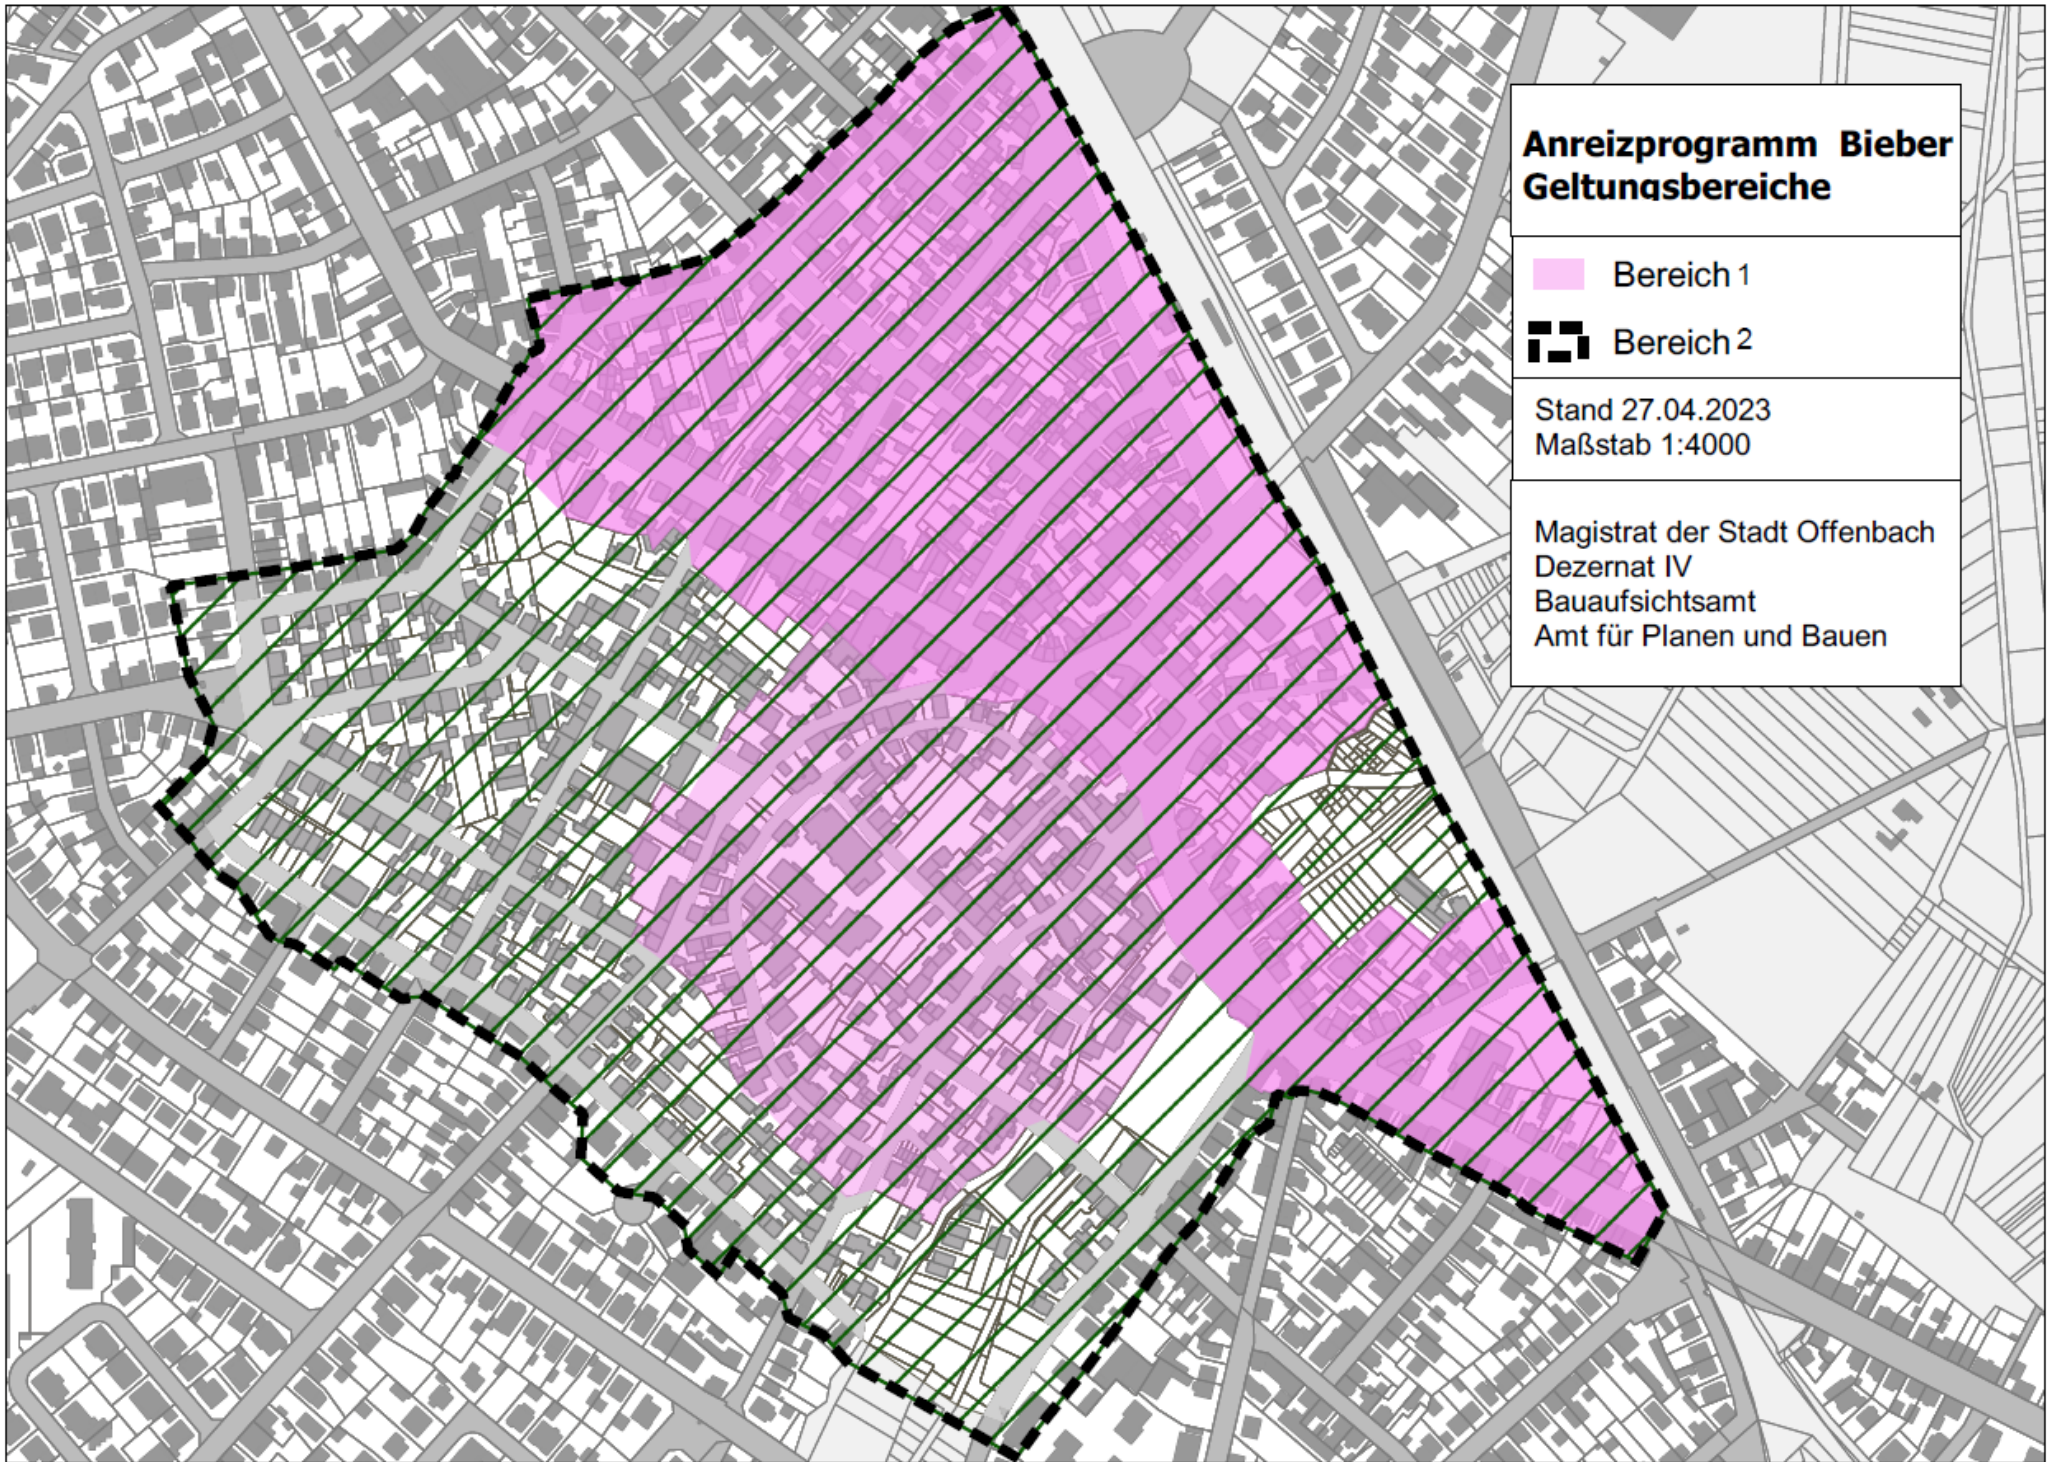 Anreizprogramm Bieber
Geltungsbereiche
Bereich 1
Bereich 2
Stand 27.04.2023
Maßstab 1:4000
Magistrat der Stadt Offenbach
Dezernat IV
Bauaufsichtsamt
Amt für Planen und Bauen